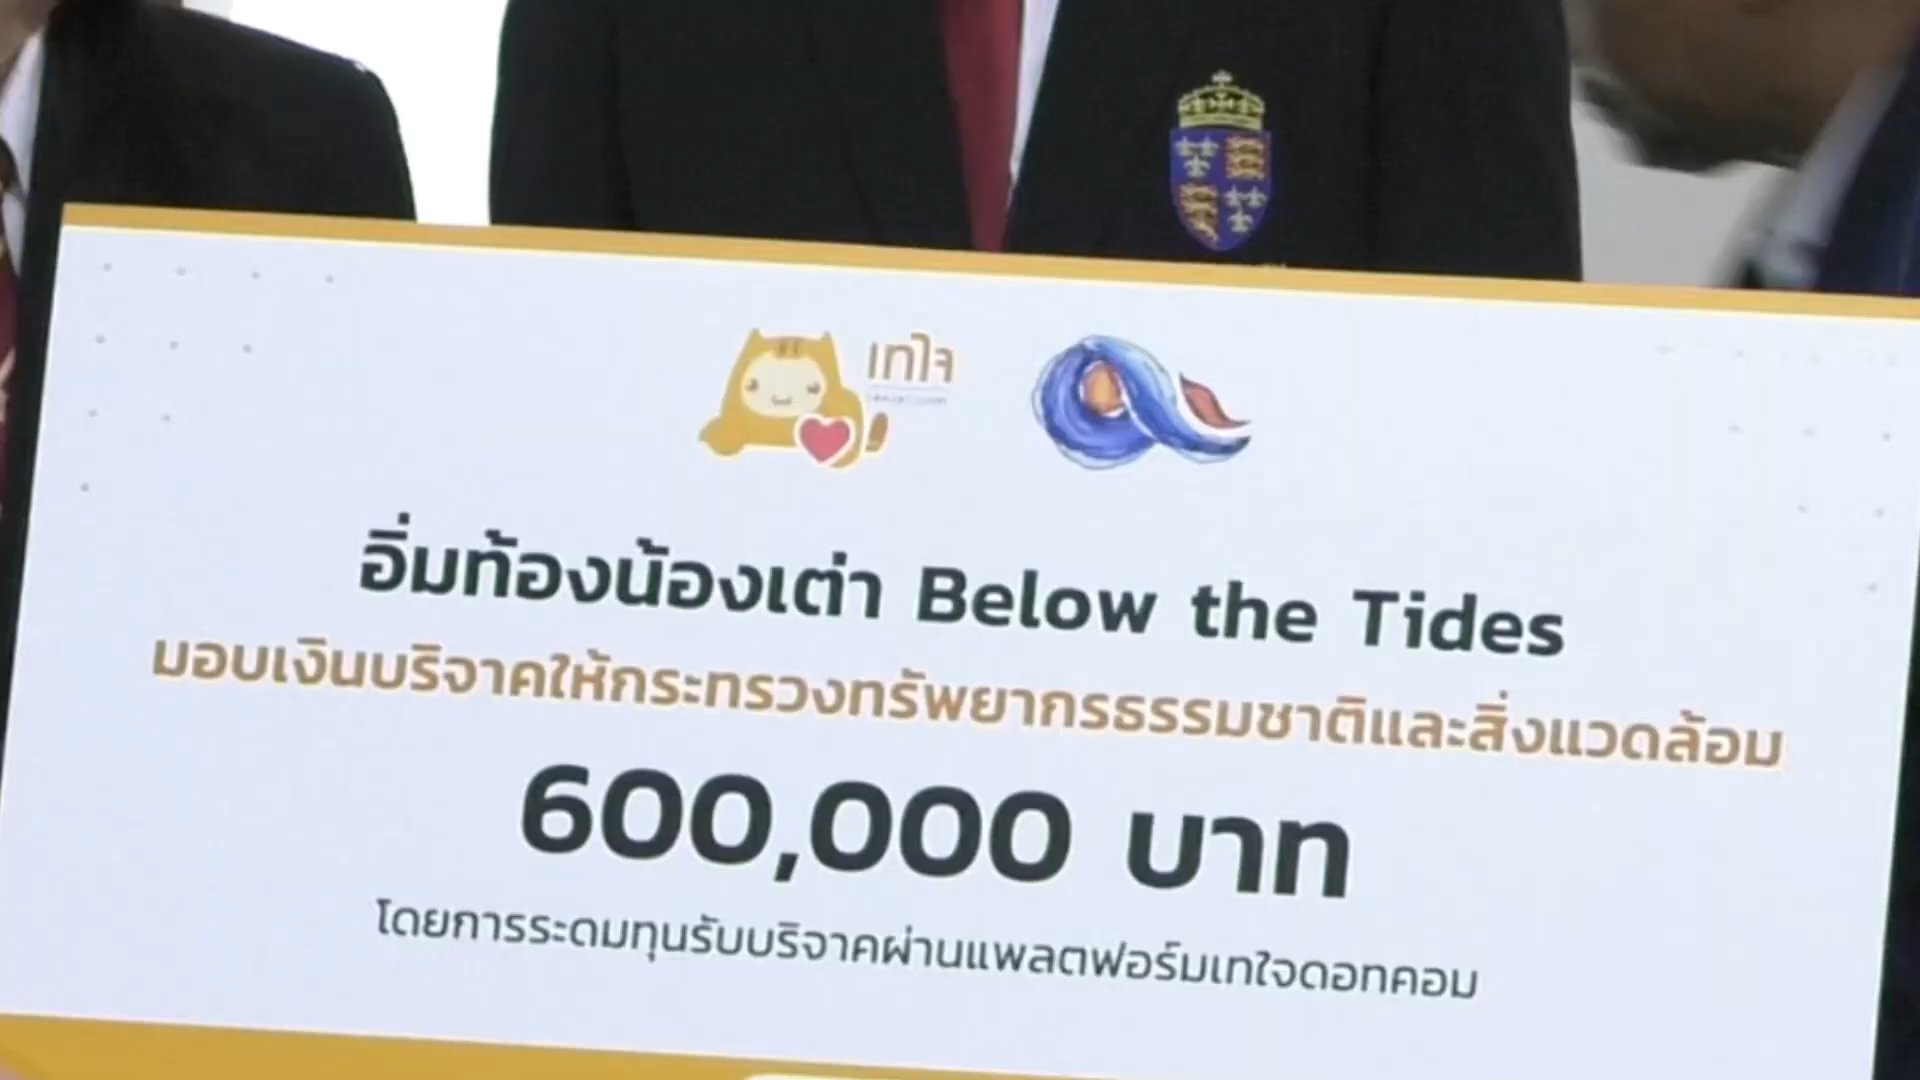 เทใจ
อิ่มท้องน้องเต่า Below the Tides
มอบเงินบริจาคให้กระทรวงทรัพยากรธรรมชาติและสิ่งแวดล้อม
600,000 บาท
โดยการระดมทุนรับบริจาคผ่านแพลตฟอร์มเทใจดอทคอม